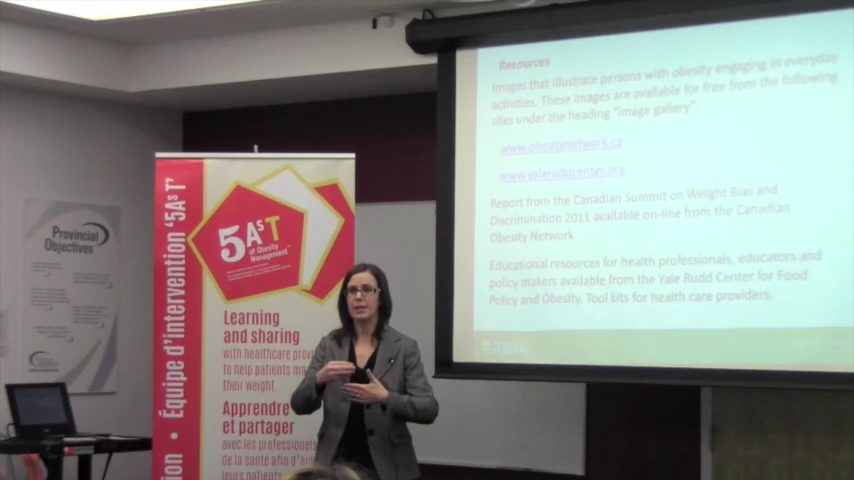 Resources
Images that illustrate persons with obesity engaging in everyday
activities. These images are available for free from the following
sites under the heading "image gallery".
www.obesitynetwork.ca
www.yaleruddcenter.org
Report from the Canadian Summit on Weight Bias and
Discrimination 2011 available on-line from the Canadian
Obesity Network
Educational resources for health professionals, educators and
policy makers available from the Yale Rudd Center for Food
Policy and Obesity. Tool kits for health care providers.
Équipe d'intervention '5AsT'
5AsT
of Obesity
Management
Learning
and sharing
with healthcare
to help patients
their weight.
Apprendre
et partager
avec les professionnels
de la santé afin
leurs patients
Provincial
Objectives